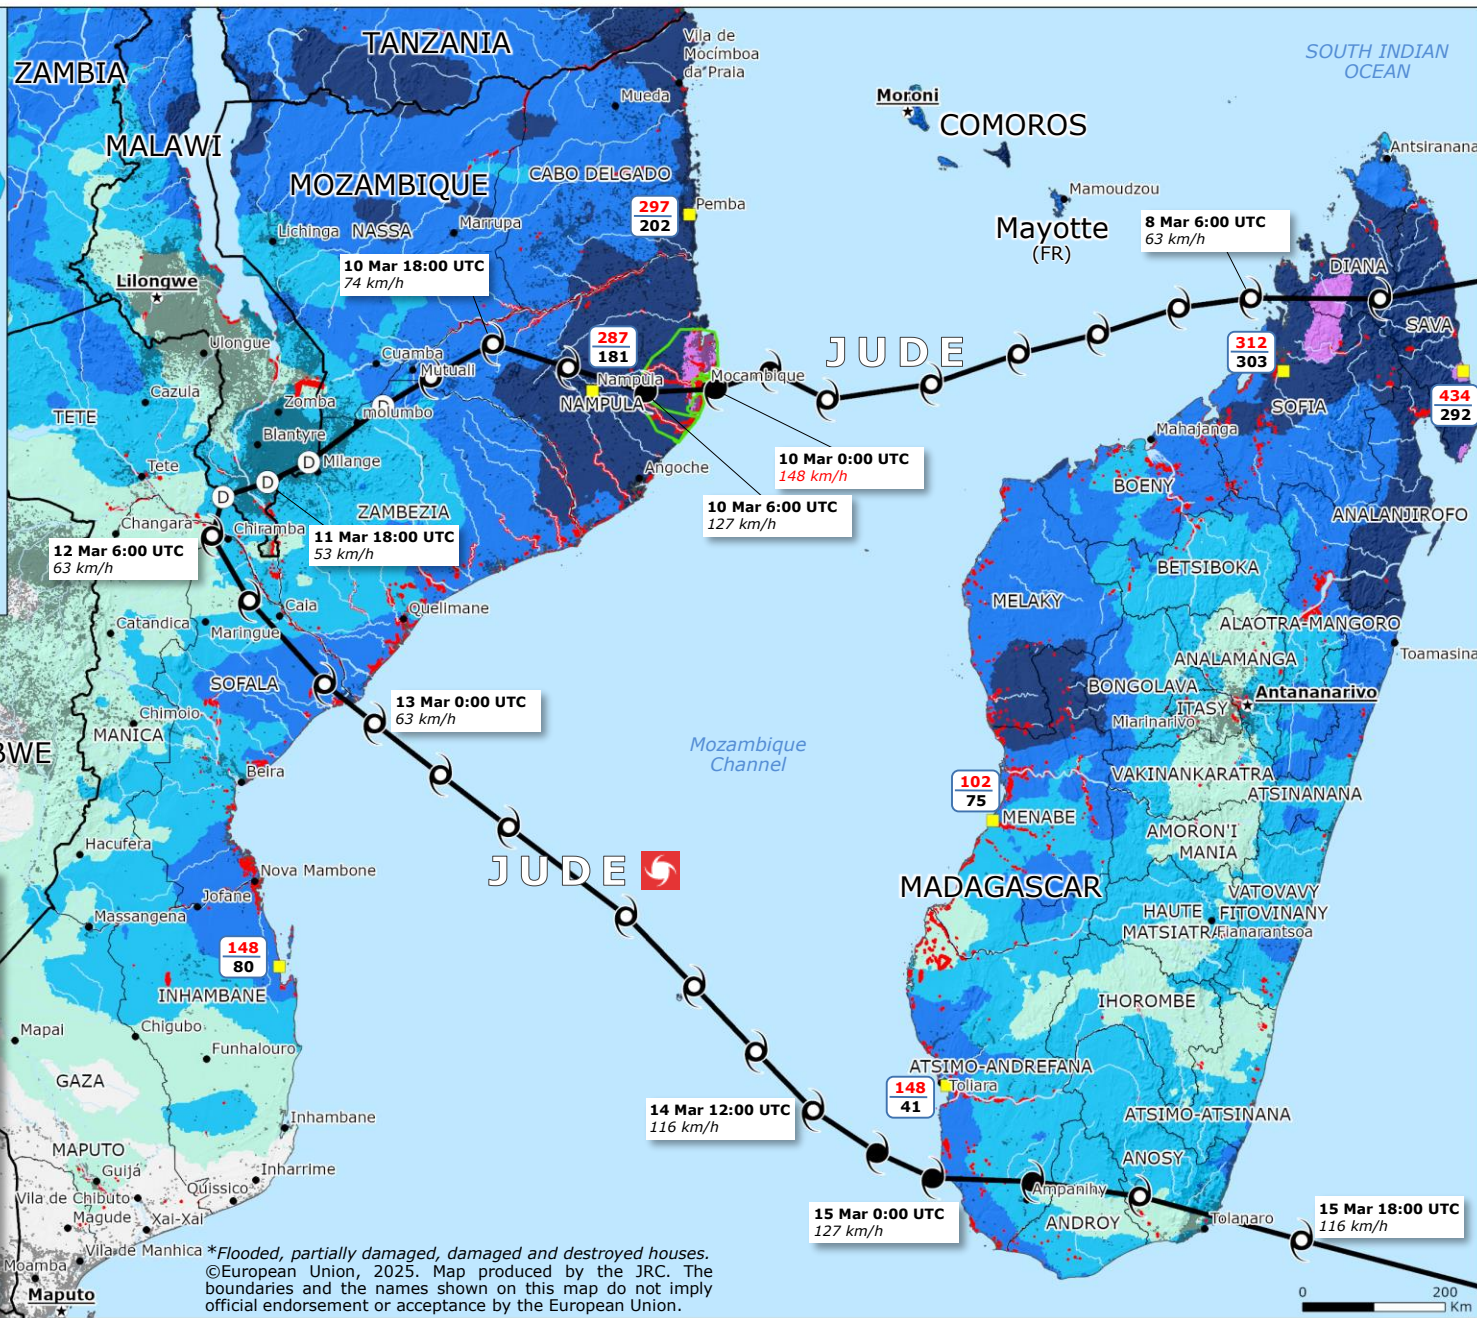 TANZANIA
Vila de
Mocímboa
da Praia
SOUTH INDIAN
OCEAN
ZAMBIA
Mueda
Moroni
COMOROS
MALAWI
Antsiranana
MOZAMBIQUE
CABO DELGADO
Mamoudzou
297
202
Pemba
Mayotte
(FR)
8 Mar 6:00 UTC
63 km/h
Lichinga
NASSA
Marrupa
DIANA
10 Mar 18:00 UTC
74 km/h
Lilongwe
SAVA
Ulongue
287
181
JUDE
312
303
Cuamba
Mutuali
Nampula
Mocambique
Cazula
Zomba
molumbo
D
NAMPULA
SOFIA
434
292
TETE
Blantyre
Mahajanga
Milange
D
Tete
D
D
Angoche
10 Mar 0:00 UTC
148 km/h
BOENY
10 Mar 6:00 UTC
127 km/h
ZAMBEZIA
ANALANJIROFO
Changara
Chiramba
11 Mar 18:00 UTC
53 km/h
12 Mar 6:00 UTC
63 km/h
BETSIBOKA
MELAKY
Caia
Quelimane
Catandica
Maringue
ALAOTRA-MANGORO
Toamasina
ANALAMANGA
SOFALA
BONGOLAVA
Antananarivo
13 Mar 0:00 UTC
63 km/h
ITASY
Chimoio
Miarinarivo
MANICA
BWE
Mozambique
Channel
Beira
VAKINANKARATRA
102
75
ATSINANANA
MENABE
AMORON'I
MANIA
Hacufera
Nova Mambone
JUDE
MADAGASCAR
Jofane
VATOVAVY
FITOVINANY
Massangena
HAUTE
MATSIATRA
Fianarantsoa
148
80
INHAMBANE
IHOROMBE
Mapai
Chigubo
Funhalouro
ATSIMO-ANDREFANA
GAZA
148
41
Toliara
14 Mar 12:00 UTC
116 km/h
Inhambane
ATSIMO-ATSINANA
MAPUTO
Guijá
Inharrime
ANOSY
Vila de Chibuto
Quissico
Ampanihy
15 Mar 0:00 UTC
127 km/h
Magude
Xai-Xai
ANDROY
Tolanaro
15 Mar 18:00 UTC
116 km/h
Vila de Manhica
Moamba
Maputo
*Flooded, partially damaged, damaged and destroyed houses.
©European Union, 2025. Map produced by the JRC. The
boundaries and the names shown on this map do not imply
official endorsement or acceptance by the European Union.
0 200
Km